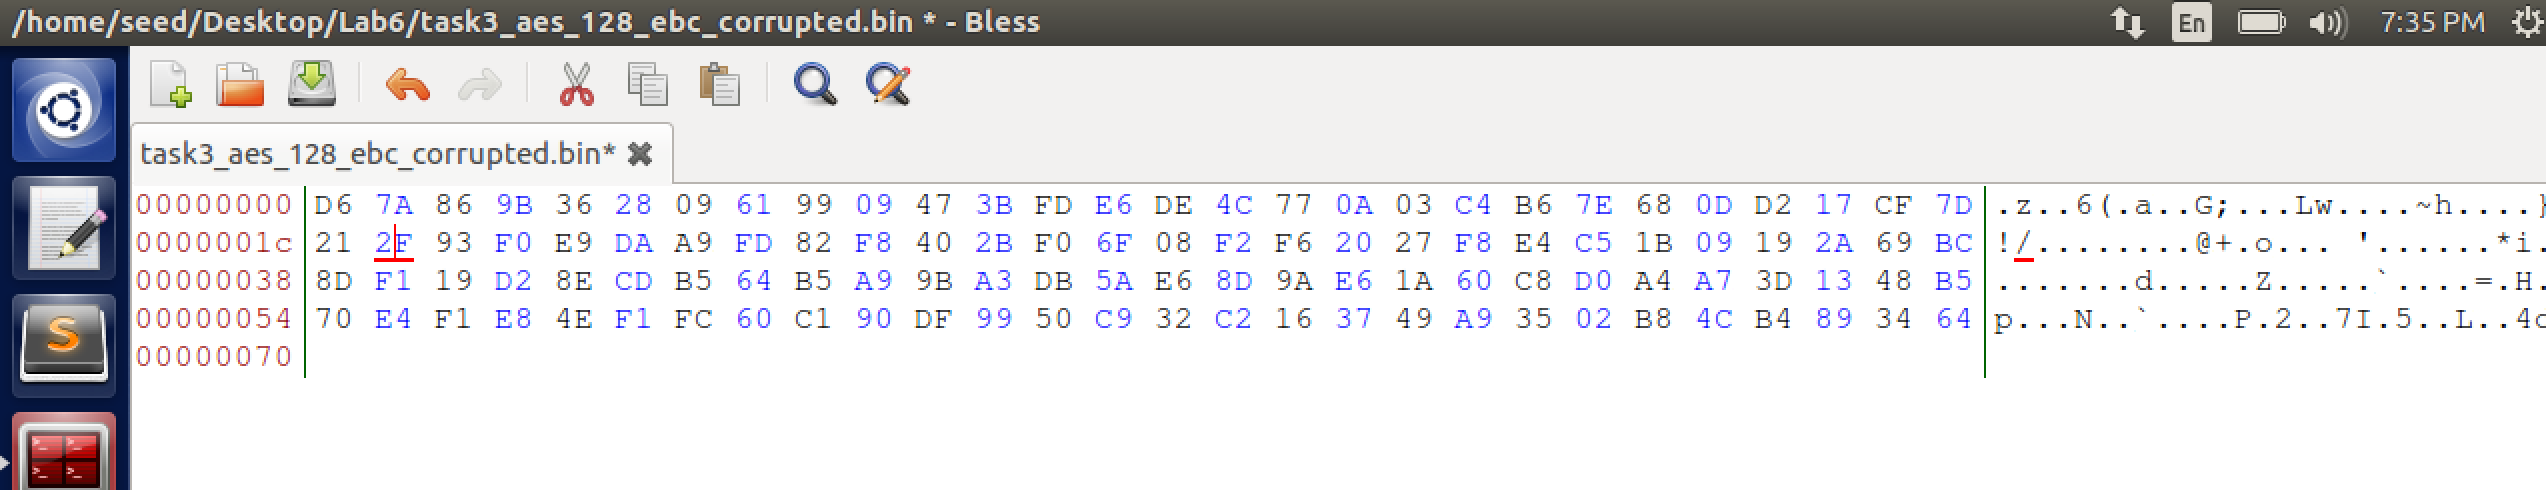 /home/seed/Desktop/Lab6/task3_aes_128_ebc_corrupted.bin * - Bless En 7:35 PM
task3_aes_128_ebc_corrupted.bin*
00000000 D6 7A 86 9B 36 28 09 61 99 09 47 3B FD E6 DE 4C 77 0A 03 C4 B6 7E 68 0D D2 17 CF 7D .z..6(.a..G;...Lw....~h....}
0000001c 21 2F 93 F0 E9 DA A9 FD 82 F8 40 2B F0 6F 08 F2 F6 20 27 F8 E4 C5 1B 09 19 2A 69 BC !/........@+.o... '......*i.
00000038 8D F1 19 D2 8E CD B5 64 B5 A9 9B A3 DB 5A E6 8D 9A E6 1A 60 C8 D0 A4 A7 3D 13 48 B5 .......d.....Z.....`....=.H.
00000054 70 E4 F1 E8 4E F1 FC 60 C1 90 DF 99 50 C9 32 C2 16 37 49 A9 35 02 B8 4C B4 89 34 64 p...N..`....P.2..7I.5..L..4d
00000070